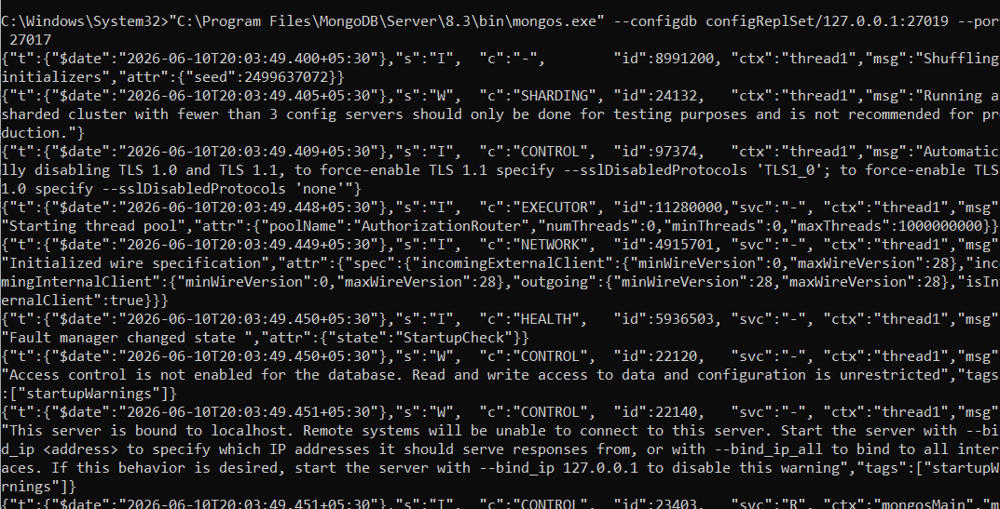 C:\Windows\System32>"C:\Program Files\MongoDB\Server\8.3\bin\mongos.exe" --configdb configReplSet/127.0.0.1:27019 --por
 27017
{"t":{"$date":"2026-06-10T20:03:49.400+05:30"},"s":"I",  "c":"-",        "id":8991200, "ctx":"thread1","msg":"Shuffling
initializers","attr":{"seed":2499637072}}
{"t":{"$date":"2026-06-10T20:03:49.405+05:30"},"s":"W",  "c":"SHARDING", "id":24132,   "ctx":"thread1","msg":"Running a
sharded cluster with fewer than 3 config servers should only be done for testing purposes and is not recommended for pr
duction."}
{"t":{"$date":"2026-06-10T20:03:49.409+05:30"},"s":"I",  "c":"CONTROL",  "id":97374,   "ctx":"thread1","msg":"Automatic
lly disabling TLS 1.0 and TLS 1.1, to force-enable TLS 1.1 specify --sslDisabledProtocols 'TLS1_0'; to force-enable TLS
1.0 specify --sslDisabledProtocols 'none'"}
{"t":{"$date":"2026-06-10T20:03:49.448+05:30"},"s":"I",  "c":"EXECUTOR", "id":11280000,"svc":"-", "ctx":"thread1","msg"
"Starting thread pool","attr":{"poolName":"AuthorizationRouter","numThreads":0,"minThreads":0,"maxThreads":1000000000}}
{"t":{"$date":"2026-06-10T20:03:49.449+05:30"},"s":"I",  "c":"NETWORK",  "id":4915701, "svc":"-", "ctx":"thread1","msg"
"Initialized wire specification","attr":{"spec":{"incomingExternalClient":{"minWireVersion":0,"maxWireVersion":28},"inc
mingInternalClient":{"minWireVersion":0,"maxWireVersion":28},"outgoing":{"minWireVersion":28,"maxWireVersion":28},"isIn
ernalClient":true}}}
{"t":{"$date":"2026-06-10T20:03:49.450+05:30"},"s":"I",  "c":"HEALTH",   "id":5936503, "svc":"-", "ctx":"thread1","msg"
"Fault manager changed state ","attr":{"state":"StartupCheck"}}
{"t":{"$date":"2026-06-10T20:03:49.450+05:30"},"s":"W",  "c":"CONTROL",  "id":22120,   "svc":"-", "ctx":"thread1","msg"
"Access control is not enabled for the database. Read and write access to data and configuration is unrestricted","tags
:["startupWarnings"]}
{"t":{"$date":"2026-06-10T20:03:49.451+05:30"},"s":"W",  "c":"CONTROL",  "id":22140,   "svc":"-", "ctx":"thread1","msg"
"This server is bound to localhost. Remote systems will be unable to connect to this server. Start the server with --bi
d_ip <address> to specify which IP addresses it should serve responses from, or with --bind_ip_all to bind to all inter
aces. If this behavior is desired, start the server with --bind_ip 127.0.0.1 to disable this warning","tags":["startupW
rnings"]}
{"t":{"$date":"2026-06-10T20:03:49.451+05:30"},"s":"I",  "c":"CONTROL",  "id":23403,   "svc":"R", "ctx":"mongosMain","m